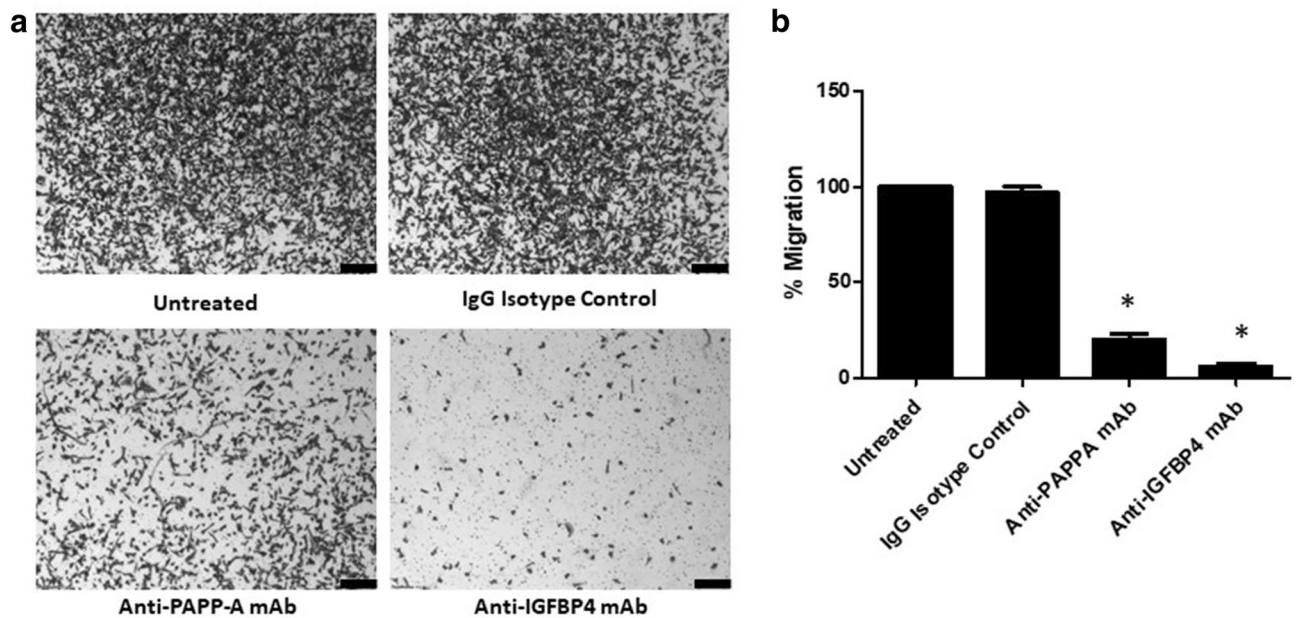 a
Untreated
IgG Isotype Control
Anti-PAPP-A mAb
Anti-IGFBP4 mAb
b
% Migration
150
100
50
0
*
*
Untreated
IgG Isotype Control
Anti-PAPPA mAb
Anti-IGFBP4 mAb